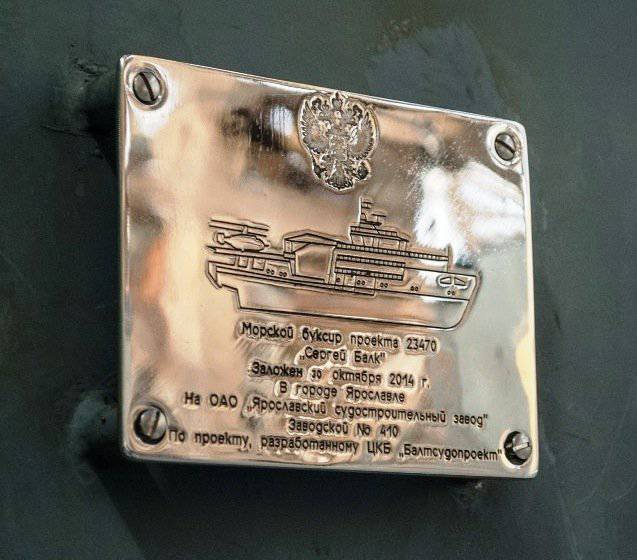 Морской буксир проекта 23470
„Сергей Балк"
Заложен 30 октября 2014 г.
В городе Ярославле
На ОАО „Ярославский судостроительный завод"
Заводской № 410
По проекту, разработанному ЦКБ „Балтсудопроект"